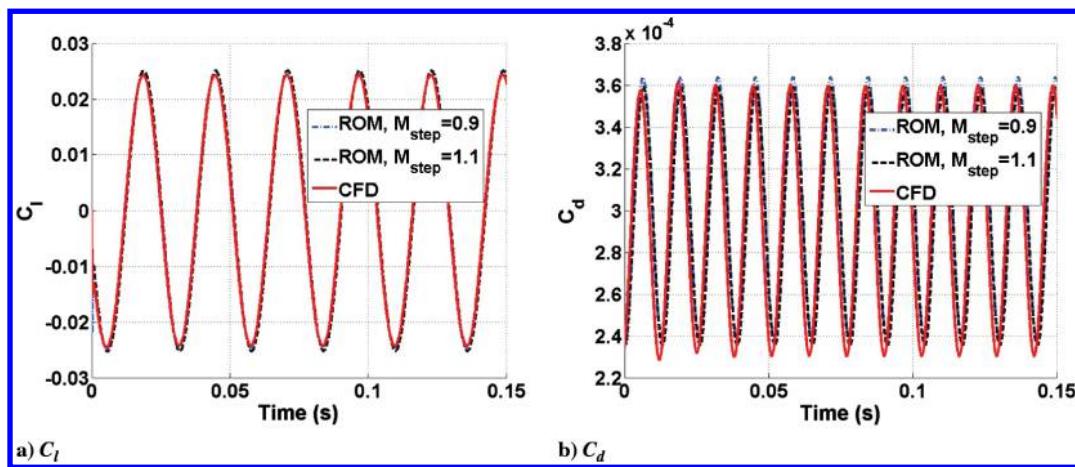 0.03
0.02
0.01
0
-0.01
-0.02
-0.03
C_l
0 0.05 0.1 0.15
Time (s)
ROM, M_step=0.9
ROM, M_step=1.1
CFD
a) C_l
x 10^-4
3.8
3.6
3.4
3.2
3
2.8
2.6
2.4
2.2
C_d
0 0.05 0.1 0.15
Time (s)
ROM, M_step=0.9
ROM, M_step=1.1
CFD
b) C_d